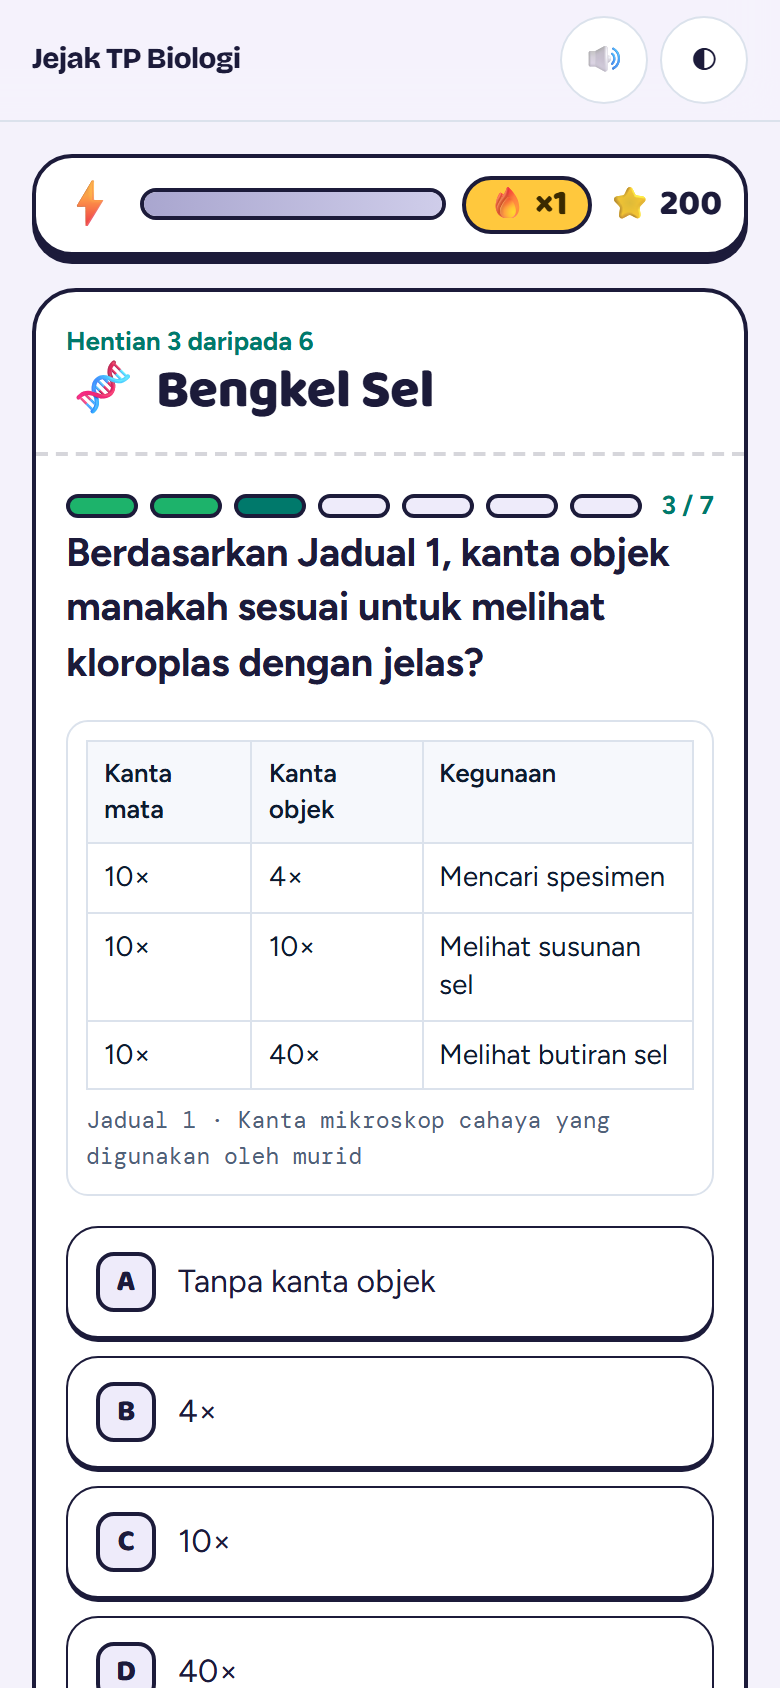 Jejak TP Biologi
×1
200
Hentian 3 daripada 6
Bengkel Sel
3 / 7
Berdasarkan Jadual 1, kanta objek
manakah sesuai untuk melihat
kloroplas dengan jelas?
Kanta mata
Kanta objek
Kegunaan
10×
4×
Mencari spesimen
10×
10×
Melihat susunan sel
10×
40×
Melihat butiran sel
Jadual 1 · Kanta mikroskop cahaya yang
digunakan oleh murid
A Tanpa kanta objek
B 4×
C 10×
D 40×